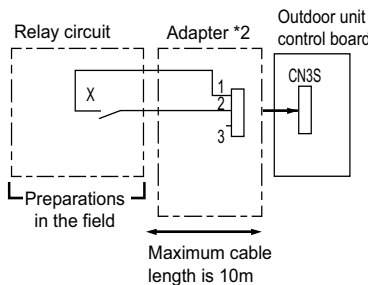 Relay circuit
Adapter *2
Outdoor unit
control board
X
1
2
3
CN3S
Preparations
in the field
Maximum cable
length is 10m